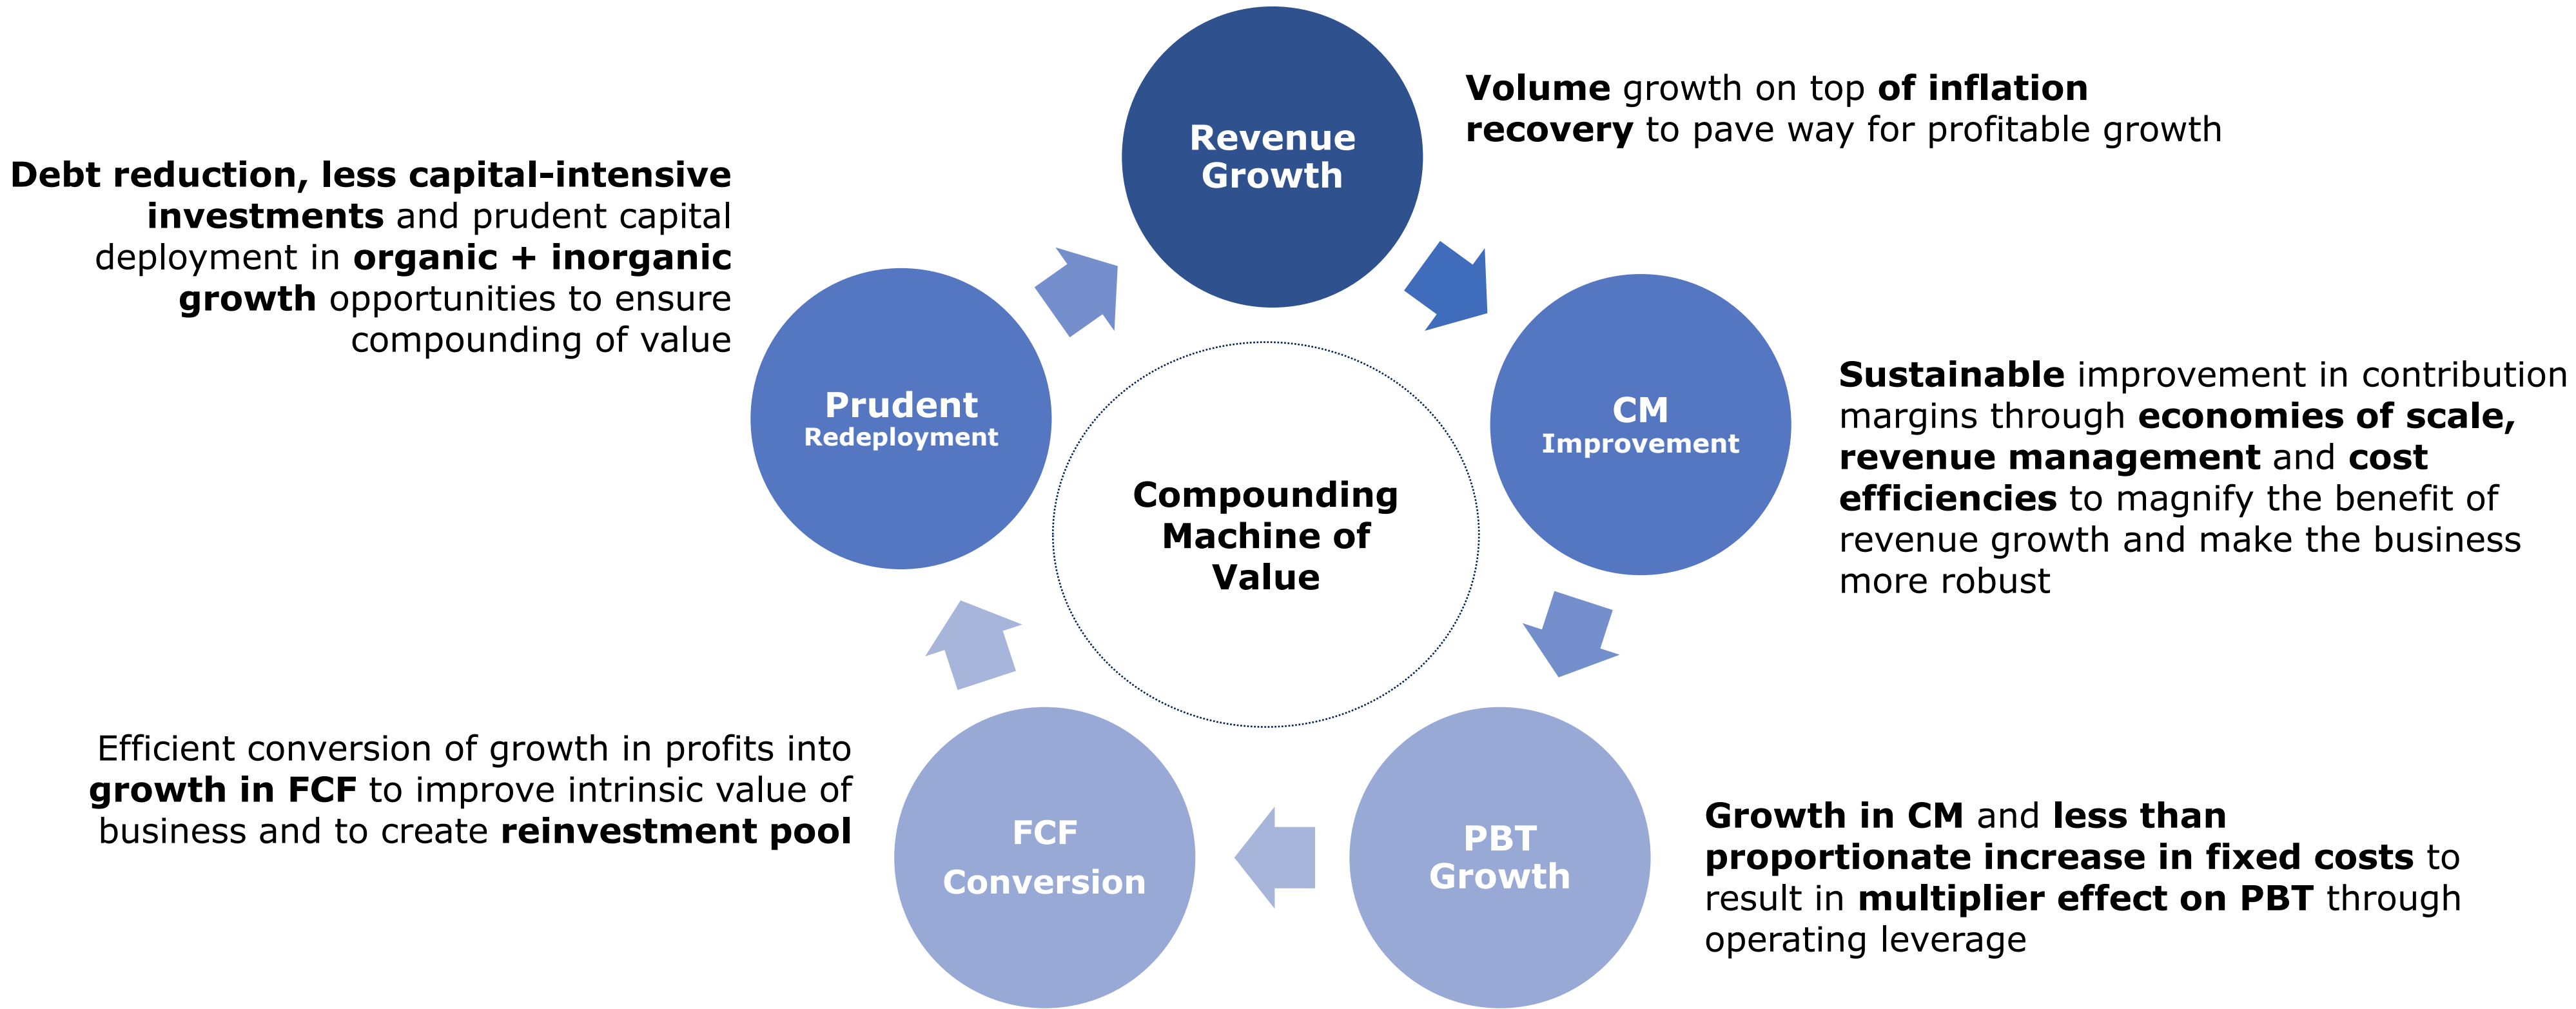 Revenue
Growth
Volume growth on top of inflation
recovery to pave way for profitable growth
CM
Improvement
Sustainable improvement in contribution
margins through economies of scale,
revenue management and cost
efficiencies to magnify the benefit of
revenue growth and make the business
more robust
PBT
Growth
Growth in CM and less than
proportionate increase in fixed costs to
result in multiplier effect on PBT through
operating leverage
FCF
Conversion
Efficient conversion of growth in profits into
growth in FCF to improve intrinsic value of
business and to create reinvestment pool
Prudent
Redeployment
Debt reduction, less capital-intensive
investments and prudent capital
deployment in organic + inorganic
growth opportunities to ensure
compounding of value
Compounding
Machine of
Value